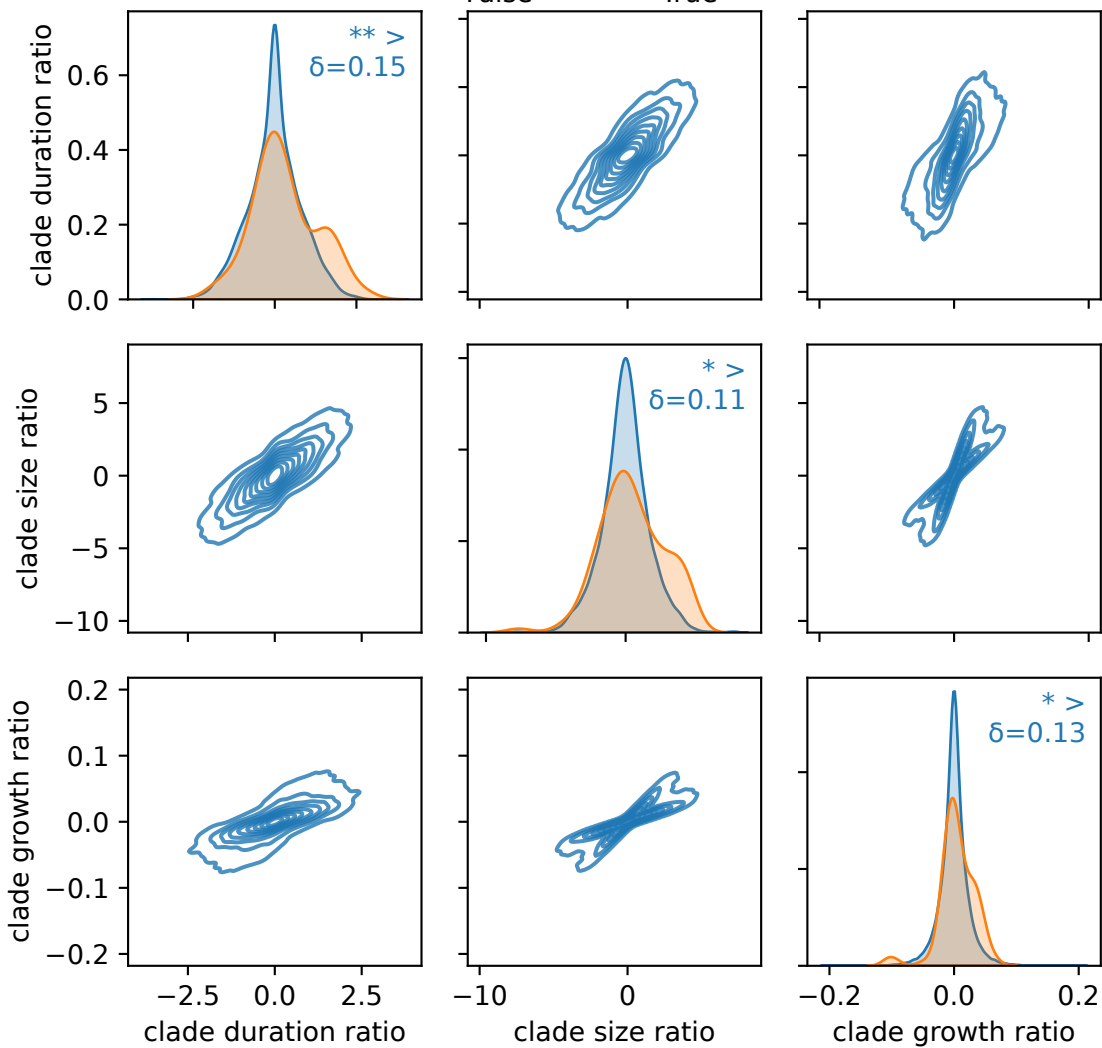 clade duration ratio
0.6
0.4
0.2
0.0
** >
δ=0.15
clade size ratio
5
0
−5
−10
* >
δ=0.11
clade growth ratio
0.2
0.1
0.0
−0.1
−0.2
* >
δ=0.13
−2.5 0.0 2.5
−10 0
−0.2 0.0 0.2
clade duration ratio
clade size ratio
clade growth ratio